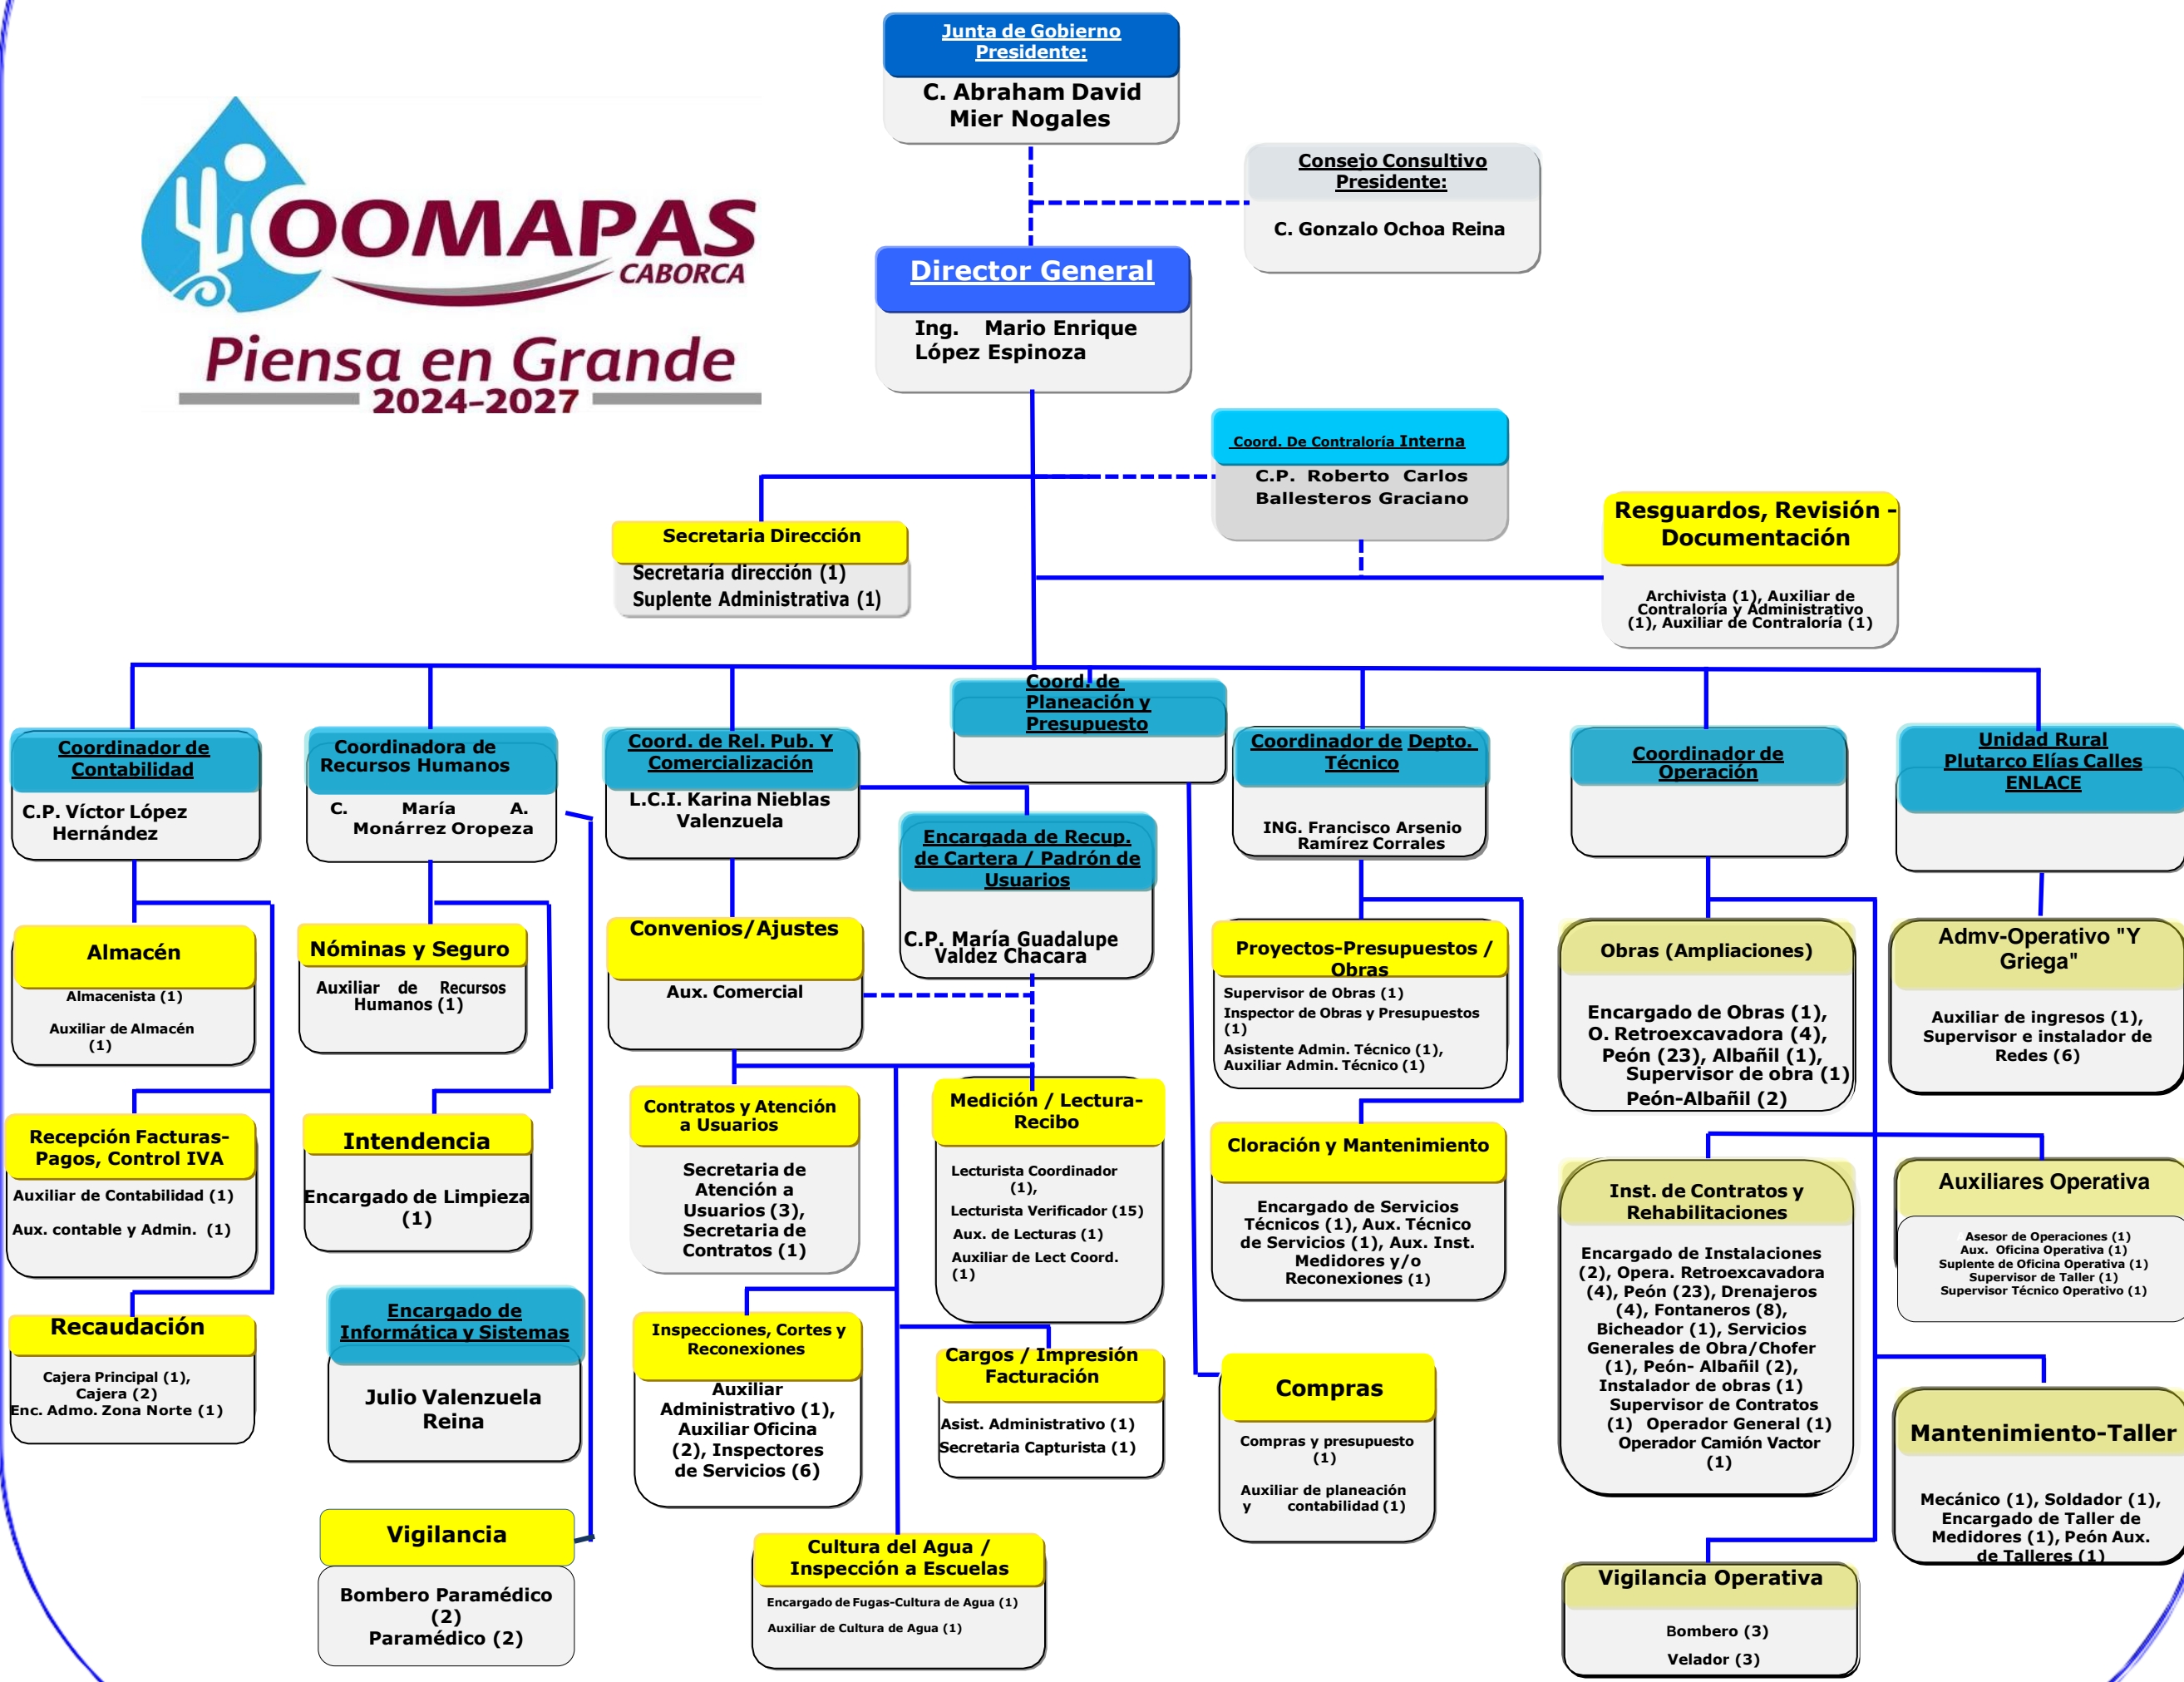 Junta de Gobierno
Presidente:
C. Abraham David
Mier Nogales
Consejo Consultivo
Presidente:
C. Gonzalo Ochoa Reina
OOMAPAS
CABORCA
Piensa en Grande
2024-2027
Director General
Ing. Mario Enrique
López Espinoza
Coord. De Contraloría Interna
C.P. Roberto Carlos
Ballesteros Graciano
Secretaria Dirección
Secretaría dirección (1)
Suplente Administrativa (1)
Resguardos, Revisión -
Documentación
Archivista (1), Auxiliar de
Contraloría y Administrativo
(1), Auxiliar de Contraloría (1)
Coordinador de
Contabilidad
C.P. Víctor López
Hernández
Coordinadora de
Recursos Humanos
C. María A.
Monárrez Oropeza
Coord. de Rel. Pub. Y
Comercialización
L.C.I. Karina Nieblas
Valenzuela
Coord. de
Planeación y
Presupuesto
Coordinador de Depto.
Técnico
ING. Francisco Arsenio
Ramírez Corrales
Coordinador de
Operación
Unidad Rural
Plutarco Elías Calles
ENLACE
Encargada de Recup.
de Cartera / Padrón de
Usuarios
C.P. María Guadalupe
Valdez Chacara
Almacén
Almacenista (1)
Auxiliar de Almacén
(1)
Nóminas y Seguro
Auxiliar de Recursos
Humanos (1)
Convenios/Ajustes
Aux. Comercial
Proyectos-Presupuestos /
Obras
Supervisor de Obras (1)
Inspector de Obras y Presupuestos
(1)
Asistente Admin. Técnico (1),
Auxiliar Admin. Técnico (1)
Obras (Ampliaciones)
Encargado de Obras (1),
O. Retroexcavadora (4),
Peón (23), Albañil (1),
Supervisor de obra (1)
Peón-Albañil (2)
Admv-Operativo "Y
Griega"
Auxiliar de ingresos (1),
Supervisor e instalador de
Redes (6)
Recepción Facturas-
Pagos, Control IVA
Auxiliar de Contabilidad (1)
Aux. contable y Admin. (1)
Intendencia
Encargado de Limpieza
(1)
Contratos y Atención
a Usuarios
Secretaria de
Atención a
Usuarios (3),
Secretaria de
Contratos (1)
Medición / Lectura-
Recibo
Lecturista Coordinador
(1),
Lecturista Verificador (15)
Aux. de Lecturas (1)
Auxiliar de Lect Coord.
(1)
Cloración y Mantenimiento
Encargado de Servicios
Técnicos (1), Aux. Técnico
de Servicios (1), Aux. Inst.
Medidores y/o
Reconexiones (1)
Inst. de Contratos y
Rehabilitaciones
Encargado de Instalaciones
(2), Opera. Retroexcavadora
(4), Peón (23), Drenajeros
(4), Fontaneros (8),
Bicheador (1), Servicios
Generales de Obra/Chofer
(1), Peón- Albañil (2),
Instalador de obras (1)
Supervisor de Contratos
(1) Operador General (1)
Operador Camión Vactor
(1)
Auxiliares Operativa
Asesor de Operaciones (1)
Aux. Oficina Operativa (1)
Suplente de Oficina Operativa (1)
Supervisor de Taller (1)
Supervisor Técnico Operativo (1)
Recaudación
Cajera Principal (1),
Cajera (2)
Enc. Admo. Zona Norte (1)
Encargado de
Informática y Sistemas
Julio Valenzuela
Reina
Inspecciones, Cortes y
Reconexiones
Auxiliar
Administrativo (1),
Auxiliar Oficina
(2), Inspectores
de Servicios (6)
Cargos / Impresión
Facturación
Asist. Administrativo (1)
Secretaria Capturista (1)
Compras
Compras y presupuesto
(1)
Auxiliar de planeación
y contabilidad (1)
Mantenimiento-Taller
Mecánico (1), Soldador (1),
Encargado de Taller de
Medidores (1), Peón Aux.
de Talleres (1)
Vigilancia
Bombero Paramédico
(2)
Paramédico (2)
Cultura del Agua /
Inspección a Escuelas
Encargado de Fugas-Cultura de Agua (1)
Auxiliar de Cultura de Agua (1)
Vigilancia Operativa
Bombero (3)
Velador (3)